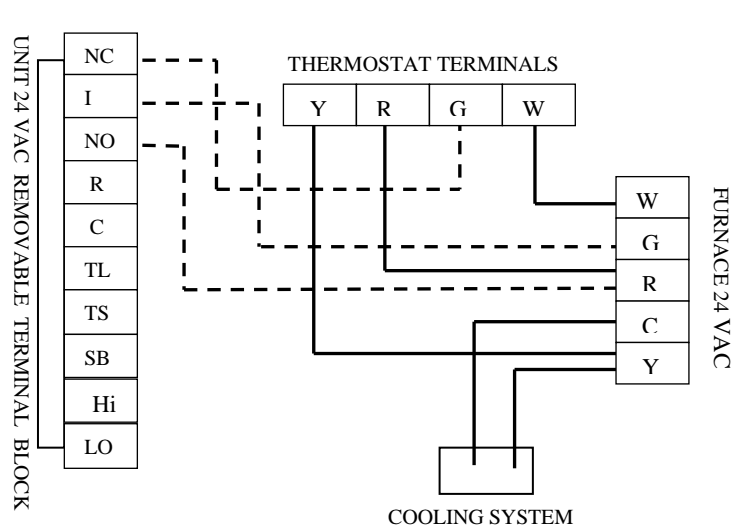 UNIT 24 VAC REMOVABLE TERMINAL BLOCK
NC
I
NO
R
C
TL
TS
SB
Hi
LO
THERMOSTAT TERMINALS
Y R G W
W
G
R
C
Y
FURNACE 24 VAC
COOLING SYSTEM